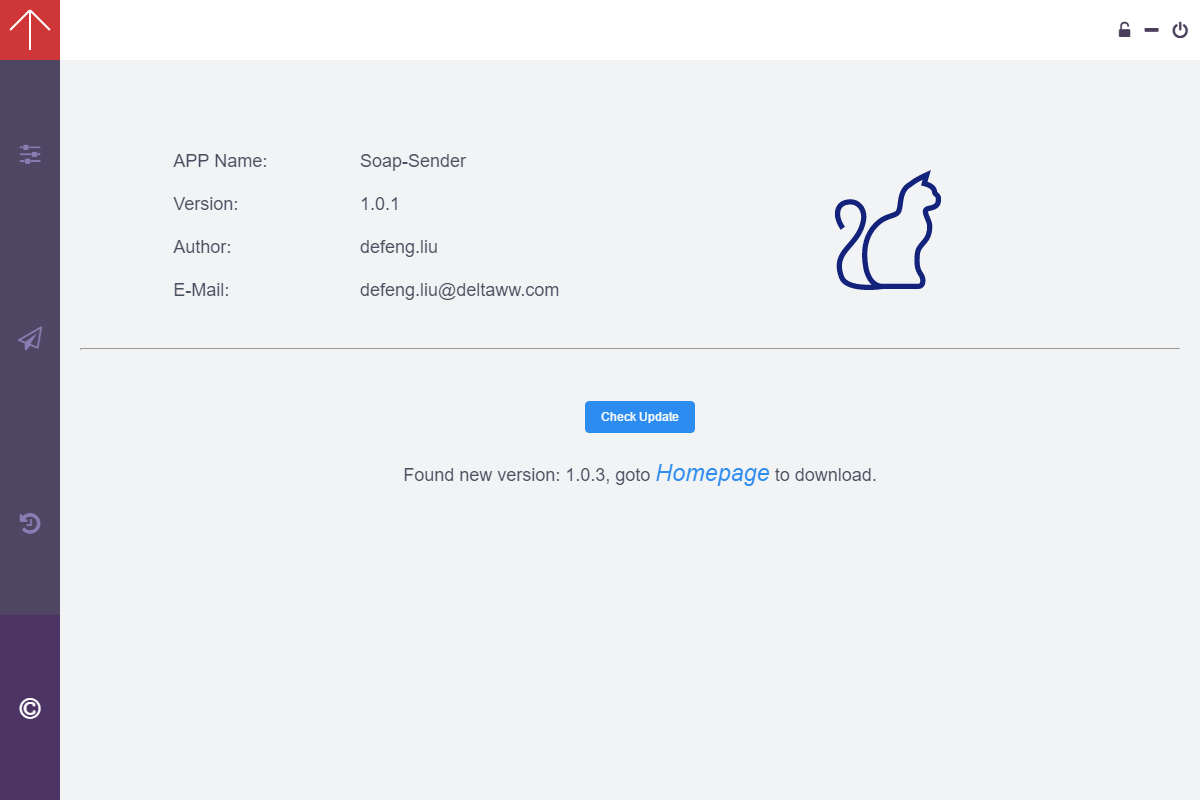 APP Name: Soap-Sender
Version: 1.0.1
Author: defeng.liu
E-Mail: defeng.liu@deltaww.com
Check Update
Found new version: 1.0.3, goto Homepage to download.